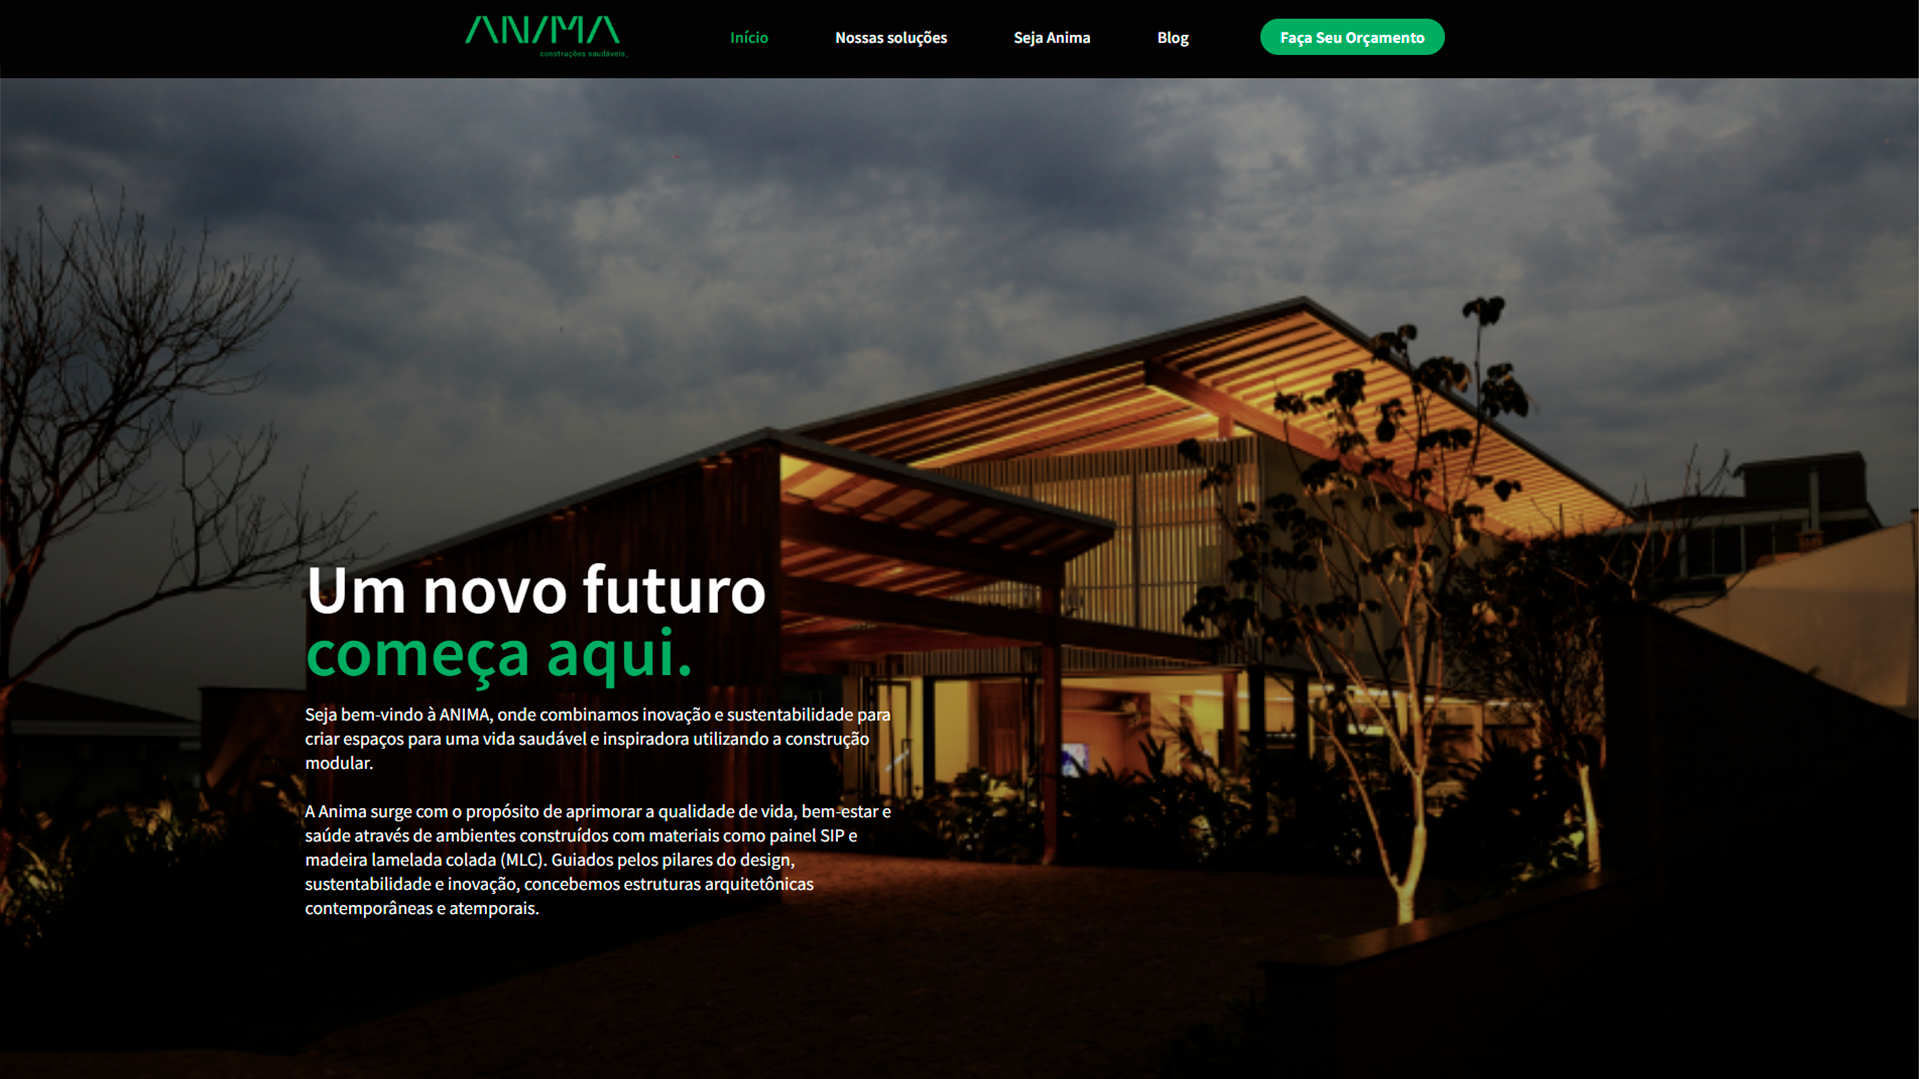 ANIMA
construções saudáveis_
Início
Nossas soluções
Seja Anima
Blog
Faça Seu Orçamento
Um novo futuro
começa aqui.
Seja bem-vindo à ANIMA, onde combinamos inovação e sustentabilidade para
criar espaços para uma vida saudável e inspiradora utilizando a construção
modular.
A Anima surge com o propósito de aprimorar a qualidade de vida, bem-estar e
saúde através de ambientes construídos com materiais como painel SIP e
madeira lamelada colada (MLC). Guiados pelos pilares do design,
sustentabilidade e inovação, concebemos estruturas arquitetônicas
contemporâneas e atemporais.